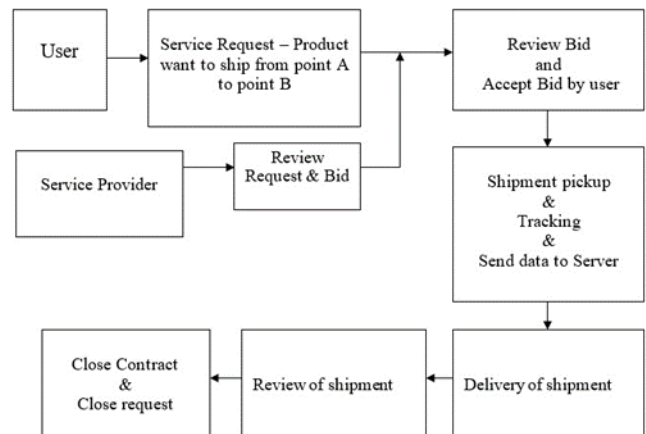 User
Service Request – Product
want to ship from point A
to point B
Review Bid
and
Accept Bid by user
Service Provider
Review
Request & Bid
Shipment pickup
&
Tracking
&
Send data to Server
Close Contract
&
Close request
Review of shipment
Delivery of shipment